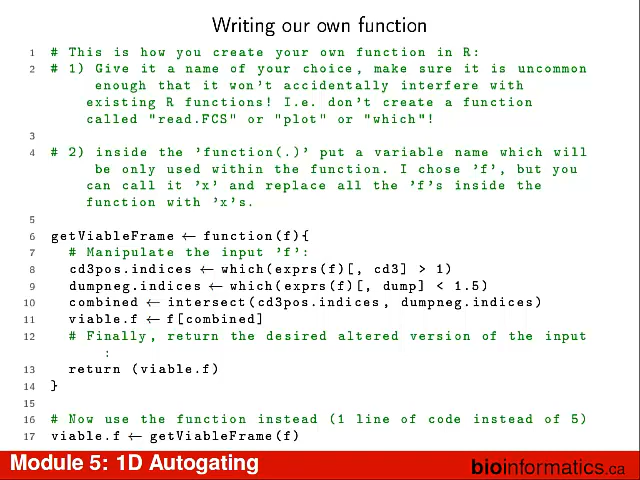 Writing our own function
1 # This is how you create your own function in R:
2 # 1) Give it a name of your choice, make sure it is uncommon
enough that it won't accidentally interfere with
existing R functions! I.e. don't create a function
called "read.FCS" or "plot" or "which"!
3
4 # 2) inside the 'function(.)' put a variable name which will
be only used within the function. I chose 'f', but you
can call it 'x' and replace all the 'f's inside the
function with 'x's.
5
6 getViableFrame ← function(f){
7 # Manipulate the input 'f':
8 cd3pos.indices ← which(exprs(f)[, cd3] > 1)
9 dumpneg.indices ← which(exprs(f)[, dump] < 1.5)
10 combined ← intersect(cd3pos.indices, dumpneg.indices)
11 viable.f ← f[combined]
12 # Finally, return the desired altered version of the input
:
13 return (viable.f)
14 }
15
16 # Now use the function instead (1 line of code instead of 5)
17 viable.f ← getViableFrame(f)
Module 5: 1D Autogating
bioinformatics.ca